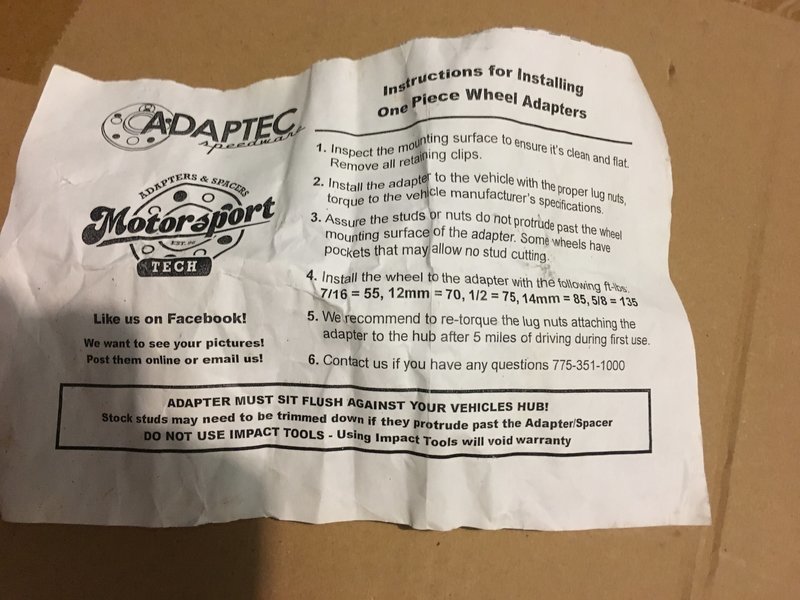 Instructions for Installing
One Piece Wheel Adapters
ADAPTEC
speedware
ADAPTERS & SPACERS
Motorsport
EST. 96
TECH
Like us on Facebook!
We want to see your pictures!
Post them online or email us!
1. Inspect the mounting surface to ensure it's clean and flat.
Remove all retaining clips.
2. Install the adapter to the vehicle with the proper lug nuts,
torque to the vehicle manufacturer's specifications.
3. Assure the studs or nuts do not protrude past the wheel
mounting surface of the adapter. Some wheels have
pockets that may allow no stud cutting.
4. Install the wheel to the adapter with the following ft-lbs:
7/16 = 55, 12mm = 70, 1/2 = 75, 14mm = 85, 5/8 = 135
5. We recommend to re-torque the lug nuts attaching the
adapter to the hub after 5 miles of driving during first use.
6. Contact us if you have any questions 775-351-1000
ADAPTER MUST SIT FLUSH AGAINST YOUR VEHICLES HUB!
Stock studs may need to be trimmed down if they protrude past the Adapter/Spacer
DO NOT USE IMPACT TOOLS - Using Impact Tools will void warranty